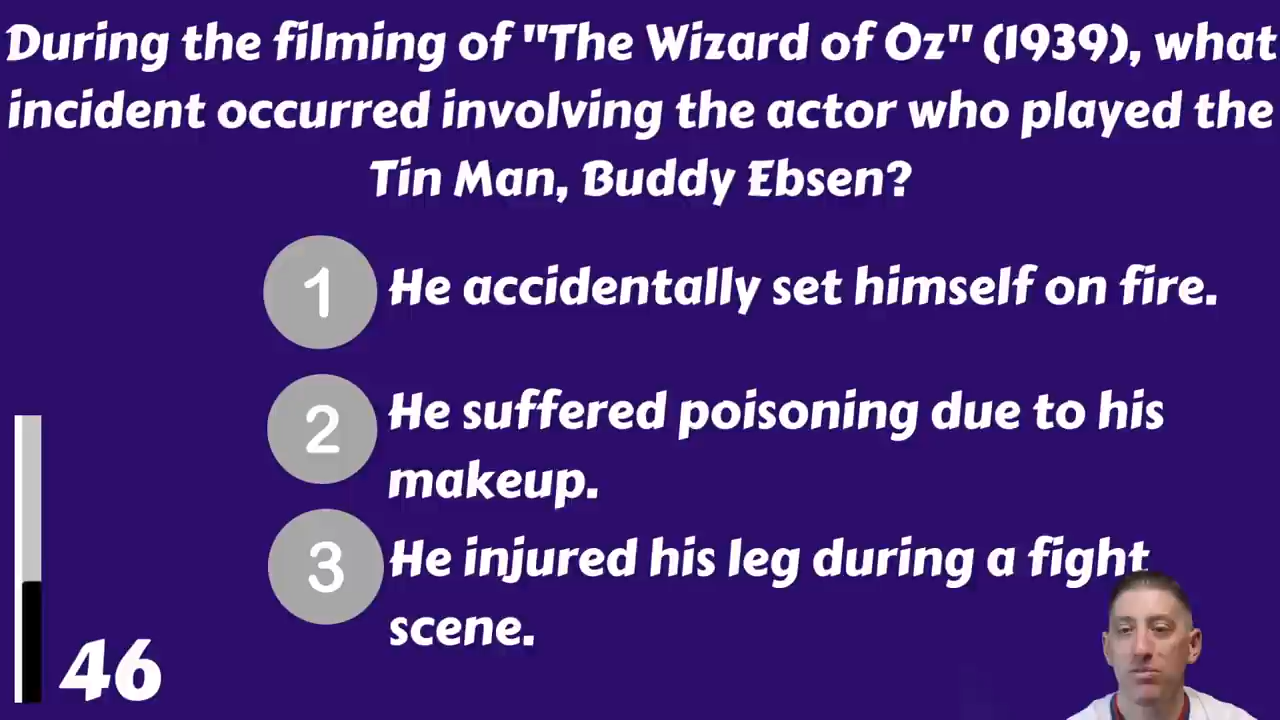 During the filming of "The Wizard of Oz" (1939), what
incident occurred involving the actor who played the
Tin Man, Buddy Ebsen?
1 He accidentally set himself on fire.
2 He suffered poisoning due to his
makeup.
3 He injured his leg during a fight
scene.
46